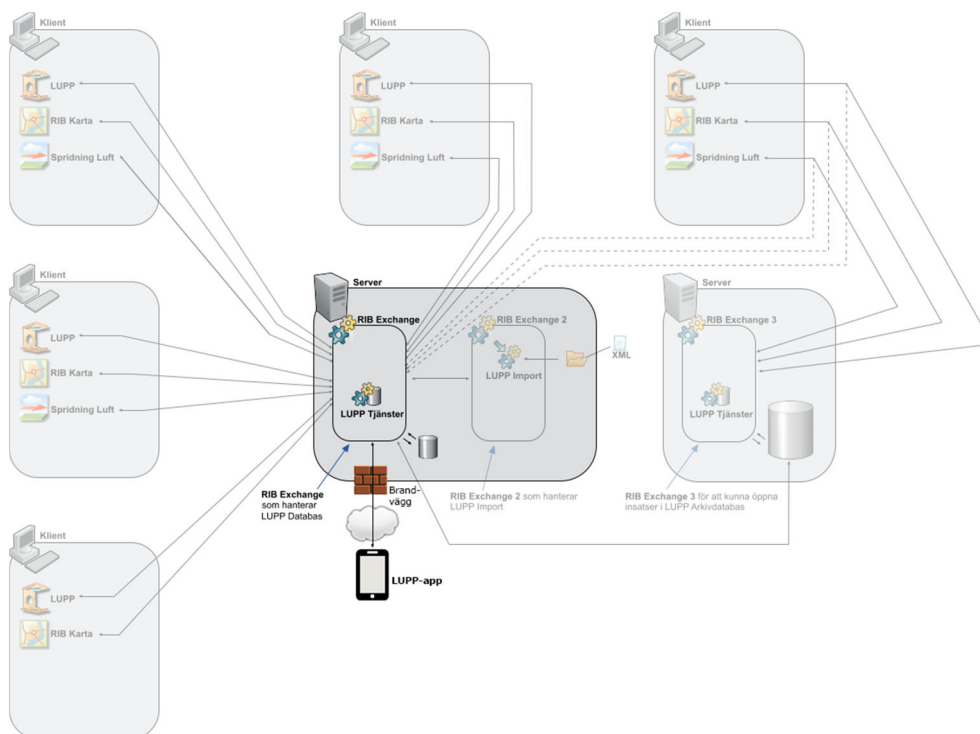 Klient
LUPP
RIB Karta
Spridning Luft
Klient
LUPP
RIB Karta
Spridning Luft
Klient
LUPP
RIB Karta
Spridning Luft
Klient
LUPP
RIB Karta
Spridning Luft
Server
RIB Exchange
LUPP Tjänster
RIB Exchange 2
LUPP Import
XML
Server
RIB Exchange 3
LUPP Tjänster
RIB Exchange
som hanterar
LUPP Databas
Brand-
vägg
RIB Exchange 2 som hanterar
LUPP Import
RIB Exchange 3 för att kunna öppna
insatser i LUPP Arkivdatabas
LUPP-app
Klient
LUPP
RIB Karta